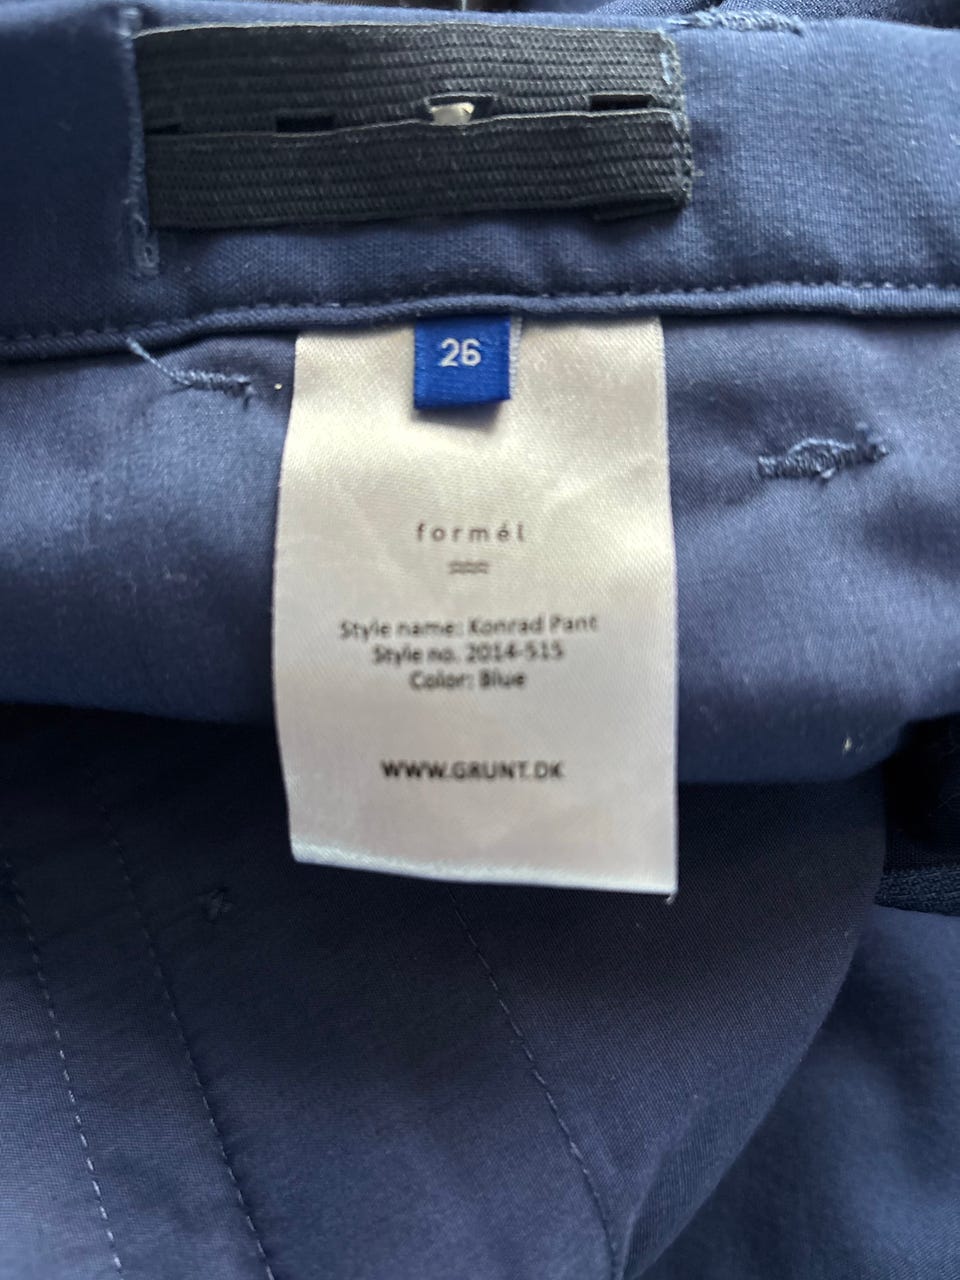 26
formél
Style name: Konrad Pant
Style no. 2014-515
Color: Blue
WWW.GRUNT.DK